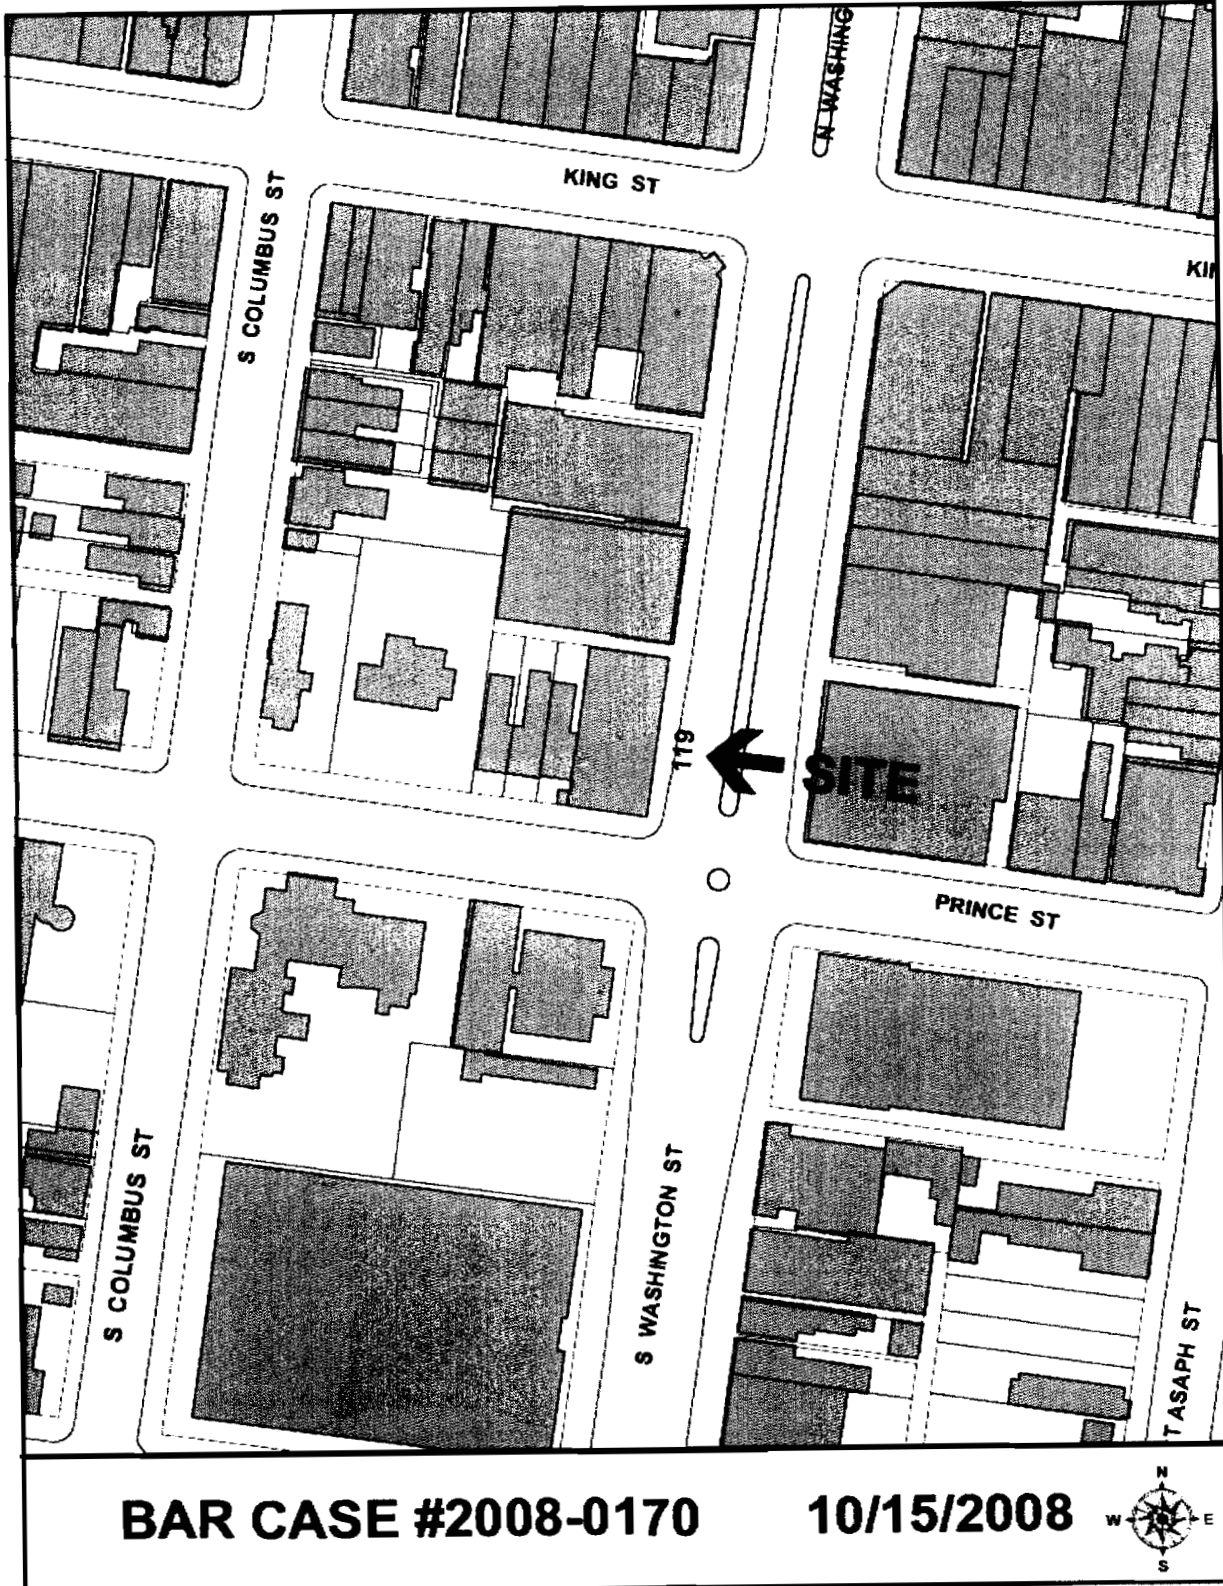 N WASHING
KING ST
S COLUMBUS ST
KIN
119
SITE
PRINCE ST
S COLUMBUS ST
S WASHINGTON ST
T ASAPH ST
BAR CASE #2008-0170
10/15/2008
N
W E
S